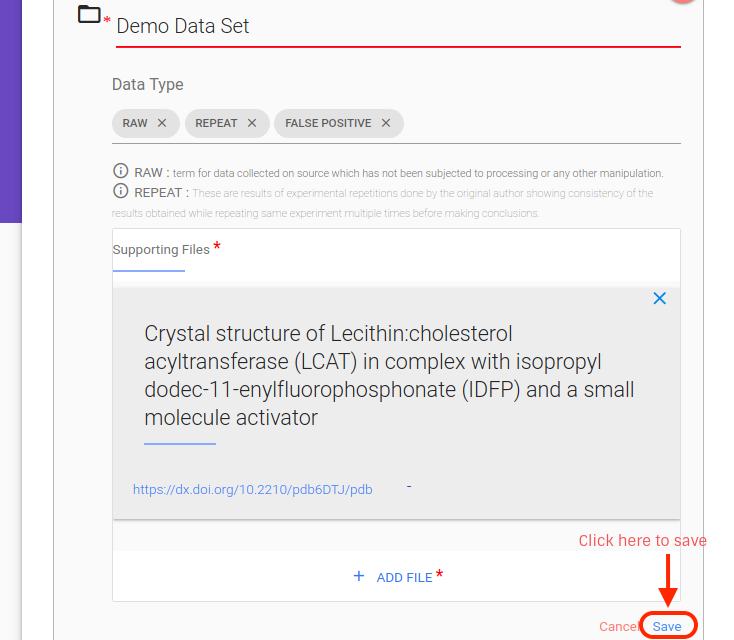 * Demo Data Set
Data Type
RAW × REPEAT × FALSE POSITIVE ×
RAW : term for data collected on source which has not been subjected to processing or any other manipulation.
REPEAT : These are results of experimental repetitions done by the original author showing consistency of the
results obtained while repeating same experiment multiple times before making conclusions.
Supporting Files *
Crystal structure of Lecithin:cholesterol
acyltransferase (LCAT) in complex with isopropyl
dodec-11-enylfluorophosphonate (IDFP) and a small
molecule activator
https://dx.doi.org/10.2210/pdb6DTJ/pdb -
Click here to save
+ ADD FILE *
Cancel Save